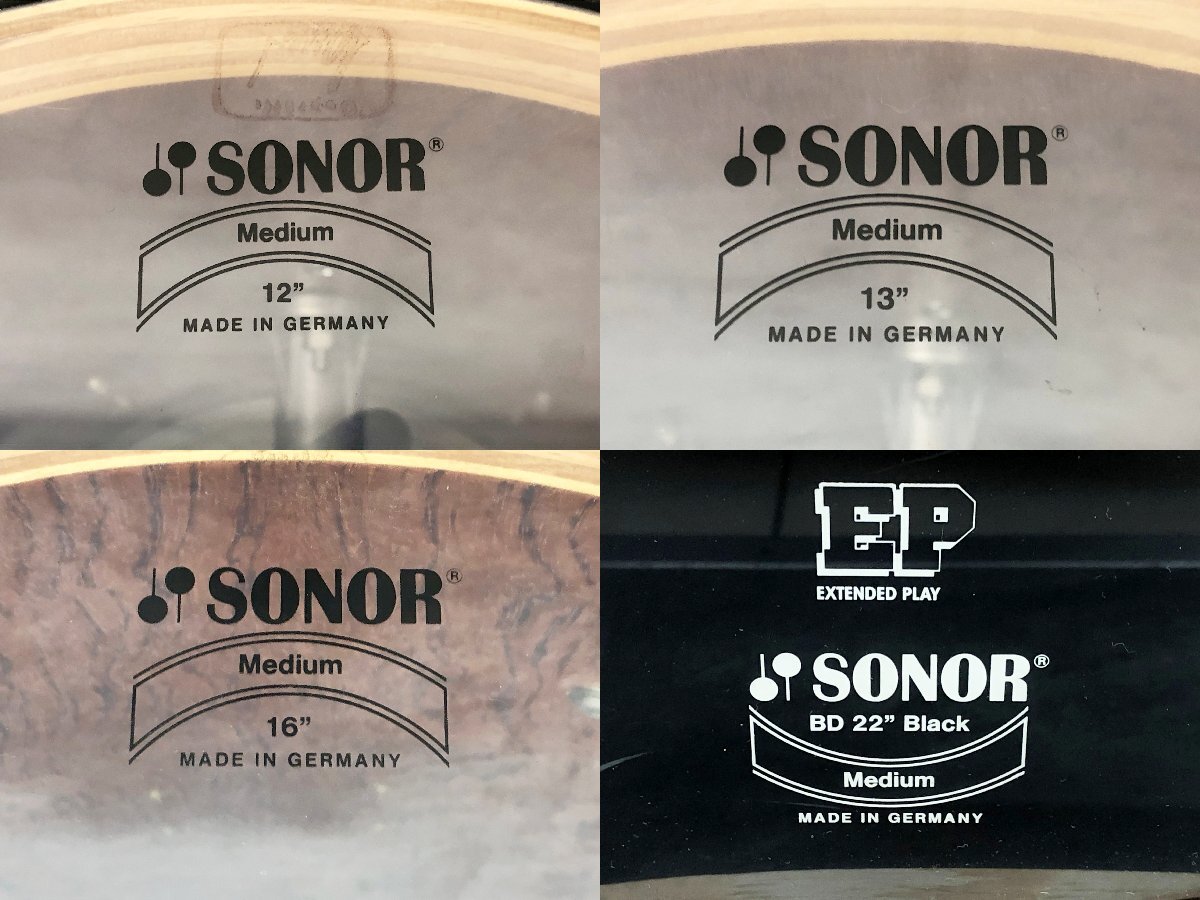 SONOR®
Medium
12”
MADE IN GERMANY
SONOR®
Medium
13”
MADE IN GERMANY
SONOR®
Medium
16”
MADE IN GERMANY
EP
EXTENDED PLAY
SONOR®
BD 22” Black
Medium
MADE IN GERMANY